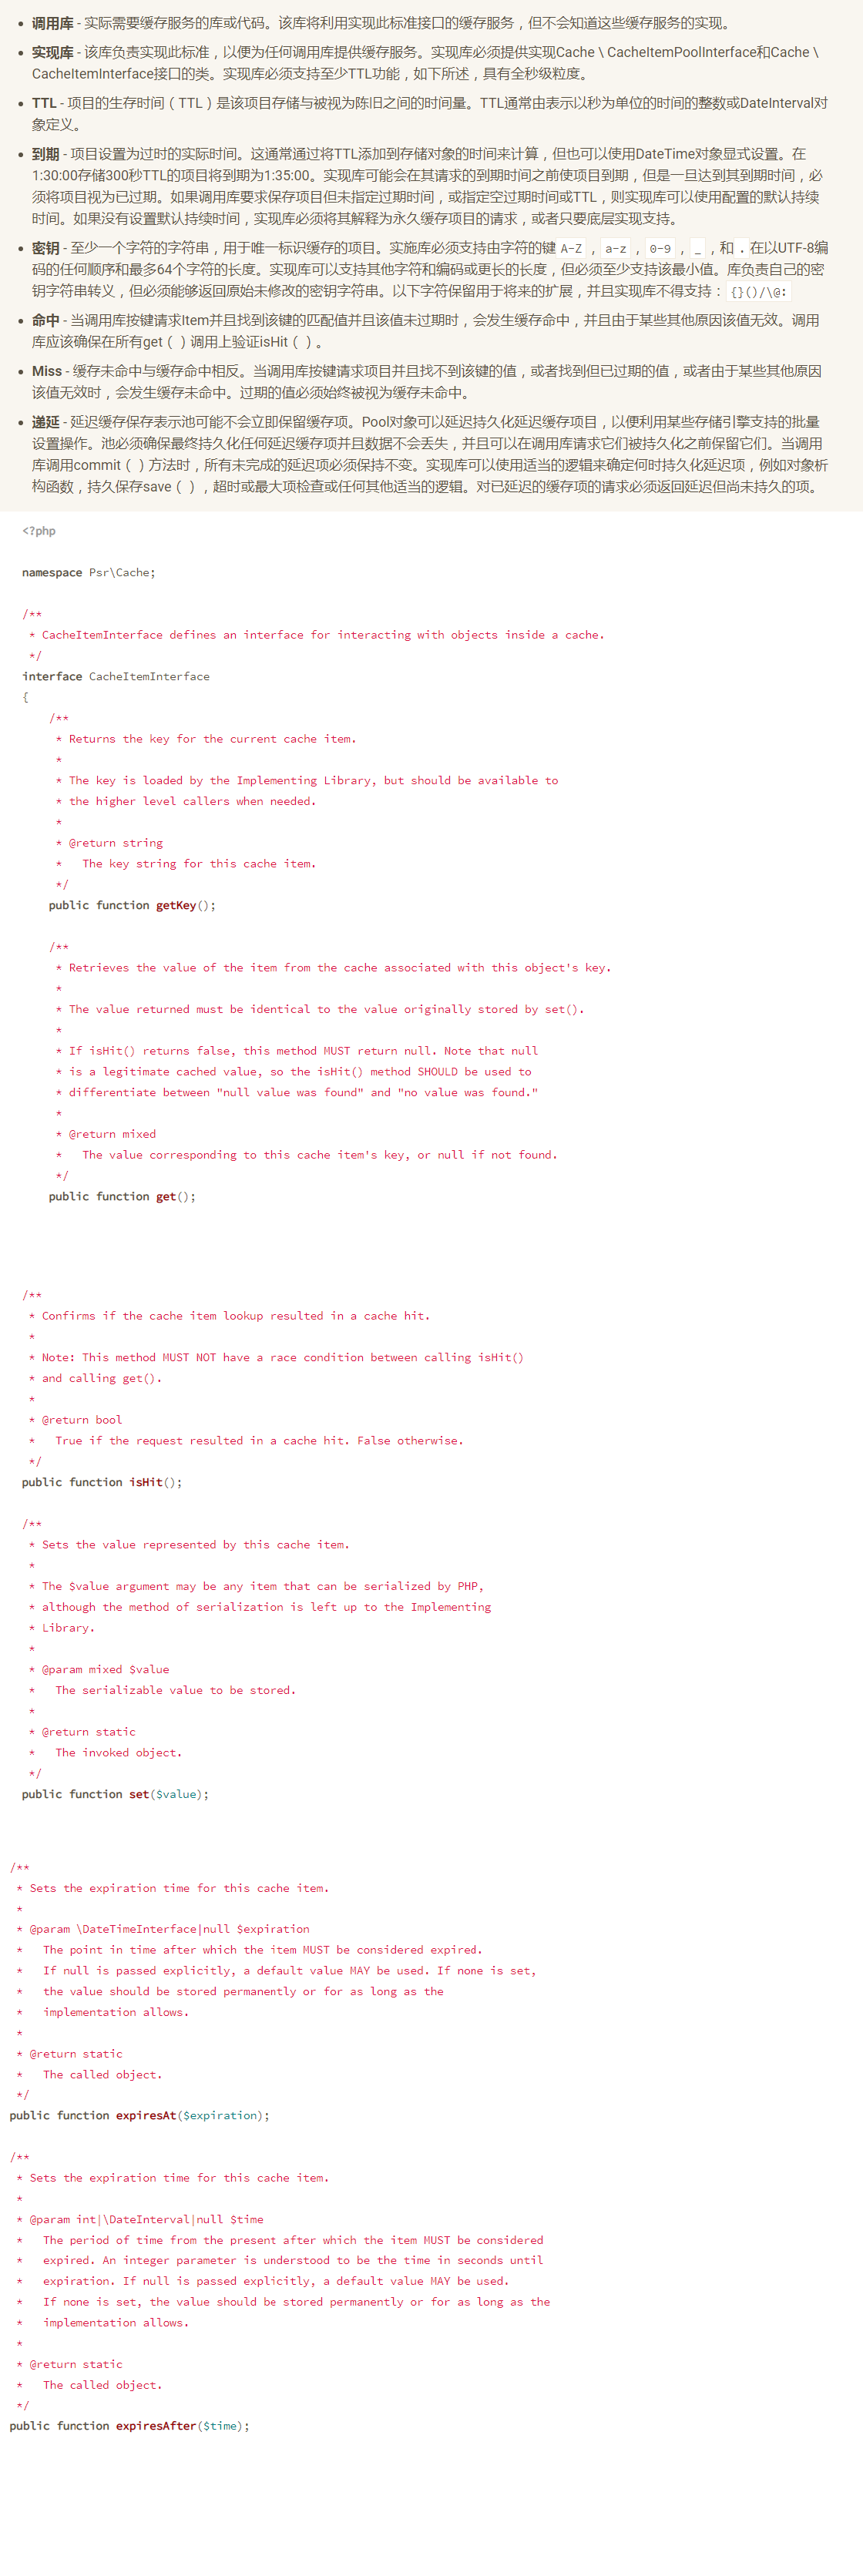 • 调用库 - 实际需要缓存服务的库或代码。该库将利用实现此标准接口的缓存服务，但不会知道这些缓存服务的实现。
• 实现库 - 该库负责实现此标准，以便为任何调用库提供缓存服务。实现库必须提供实现Cache \ CacheItemPoolInterface和Cache \
CacheItemInterface接口的类。实现库必须支持至少TTL功能，如下所述，具有全秒级粒度。
• TTL - 项目的生存时间（TTL）是该项目存储与被视为陈旧之间的时间量。TTL通常由表示以秒为单位的时间的整数或DateInterval对
象定义。
• 到期 - 项目设置为过时的实际时间。这通常通过将TTL添加到存储对象的时间来计算，但也可以使用DateTime对象显式设置。在
1:30:00存储300秒TTL的项目将到期为1:35:00。实现库可能会在其请求的到期时间之前使项目到期，但是一旦达到其到期时间，必
须将项目视为已过期。如果调用库要求保存项目但未指定过期时间，或指定空过期时间或TTL，则实现库可以使用配置的默认持续
时间。如果没有设置默认持续时间，实现库必须将其解释为永久缓存项目的请求，或者只要底层实现支持。
• 密钥 - 至少一个字符的字符串，用于唯一标识缓存的项目。实施库必须支持由字符的键 A-Z ， a-z ， 0-9 ， _ ，和 . 在以UTF-8编
码的任何顺序和最多64个字符的长度。实现库可以支持其他字符和编码或更长的长度，但必须至少支持该最小值。库负责自己的密
钥字符串转义，但必须能够返回原始未修改的密钥字符串。以下字符保留用于将来的扩展，并且实现库不得支持： {}()/\@:
• 命中 - 当调用库按键请求Item并且找到该键的匹配值并且该值未过期时，会发生缓存命中，并且由于某些其他原因该值无效。调用
库应该确保在所有get（ ）调用上验证isHit（ ）。
• Miss - 缓存未命中与缓存命中相反。当调用库按键请求项目并且找不到该键的值，或者找到但已过期的值，或者由于某些其他原因
该值无效时，会发生缓存未命中。过期的值必须始终被视为缓存未命中。
• 递延 - 延迟缓存保存表示池可能不会立即保留缓存项。Pool对象可以延迟持久化延迟缓存项目，以便利用某些存储引擎支持的批量
设置操作。池必须确保最终持久化任何延迟缓存项并且数据不会丢失，并且可以在调用库请求它们被持久化之前保留它们。当调用
库调用commit（ ）方法时，所有未完成的延迟项必须保持不变。实现库可以使用适当的逻辑来确定何时持久化延迟项，例如对象析
构函数，持久保存save（ ），超时或最大项检查或任何其他适当的逻辑。对已延迟的缓存项的请求必须返回延迟但尚未持久的项。
<?php
namespace Psr\Cache;
/**
 * CacheItemInterface defines an interface for interacting with objects inside a cache.
 */
interface CacheItemInterface
{
    /**
     * Returns the key for the current cache item.
     *
     * The key is loaded by the Implementing Library, but should be available to
     * the higher level callers when needed.
     *
     * @return string
     *   The key string for this cache item.
     */
    public function getKey();
    /**
     * Retrieves the value of the item from the cache associated with this object's key.
     *
     * The value returned must be identical to the value originally stored by set().
     *
     * If isHit() returns false, this method MUST return null. Note that null
     * is a legitimate cached value, so the isHit() method SHOULD be used to
     * differentiate between "null value was found" and "no value was found."
     *
     * @return mixed
     *   The value corresponding to this cache item's key, or null if not found.
     */
    public function get();
/**
 * Confirms if the cache item lookup resulted in a cache hit.
 *
 * Note: This method MUST NOT have a race condition between calling isHit()
 * and calling get().
 *
 * @return bool
 *   True if the request resulted in a cache hit. False otherwise.
 */
public function isHit();
/**
 * Sets the value represented by this cache item.
 *
 * The $value argument may be any item that can be serialized by PHP,
 * although the method of serialization is left up to the Implementing
 * Library.
 *
 * @param mixed $value
 *   The serializable value to be stored.
 *
 * @return static
 *   The invoked object.
 */
public function set($value);
/**
 * Sets the expiration time for this cache item.
 *
 * @param \DateTimeInterface|null $expiration
 *   The point in time after which the item MUST be considered expired.
 *   If null is passed explicitly, a default value MAY be used. If none is set,
 *   the value should be stored permanently or for as long as the
 *   implementation allows.
 *
 * @return static
 *   The called object.
 */
public function expiresAt($expiration);
/**
 * Sets the expiration time for this cache item.
 *
 * @param int|\DateInterval|null $time
 *   The period of time from the present after which the item MUST be considered
 *   expired. An integer parameter is understood to be the time in seconds until
 *   expiration. If null is passed explicitly, a default value MAY be used.
 *   If none is set, the value should be stored permanently or for as long as the
 *   implementation allows.
 *
 * @return static
 *   The called object.
 */
public function expiresAfter($time);